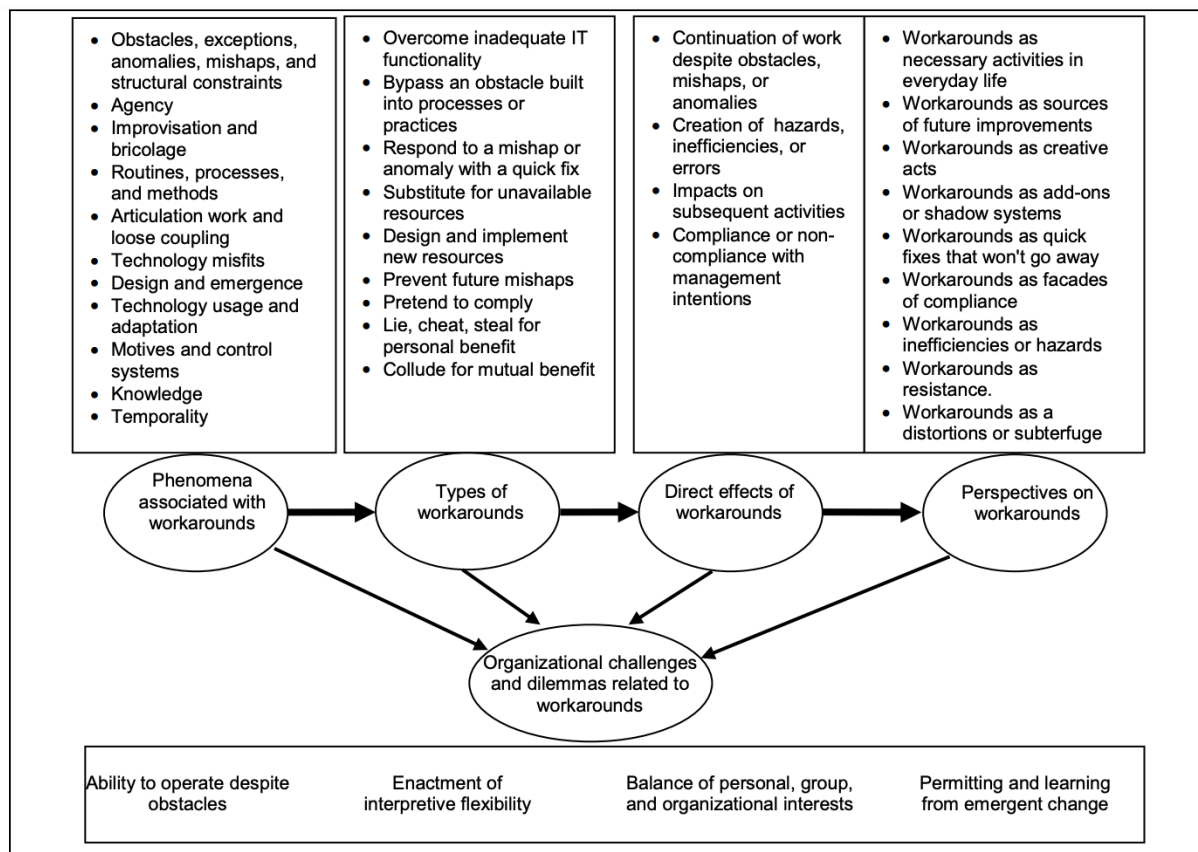 • Obstacles, exceptions,
anomalies, mishaps, and
structural constraints
• Agency
• Improvisation and
bricolage
• Routines, processes,
and methods
• Articulation work and
loose coupling
• Technology misfits
• Design and emergence
• Technology usage and
adaptation
• Motives and control
systems
• Knowledge
• Temporality
• Overcome inadequate IT
functionality
• Bypass an obstacle built
into processes or
practices
• Respond to a mishap or
anomaly with a quick fix
• Substitute for unavailable
resources
• Design and implement
new resources
• Prevent future mishaps
• Pretend to comply
• Lie, cheat, steal for
personal benefit
• Collude for mutual benefit
• Continuation of work
despite obstacles,
mishaps, or
anomalies
• Creation of hazards,
inefficiencies, or
errors
• Impacts on
subsequent activities
• Compliance or non-
compliance with
management
intentions
• Workarounds as
necessary activities in
everyday life
• Workarounds as sources
of future improvements
• Workarounds as creative
acts
• Workarounds as add-ons
or shadow systems
• Workarounds as quick
fixes that won't go away
• Workarounds as facades
of compliance
• Workarounds as
inefficiencies or hazards
• Workarounds as
resistance.
• Workarounds as a
distortions or subterfuge
Phenomena
associated with
workarounds
Types of
workarounds
Direct effects of
workarounds
Perspectives on
workarounds
Organizational challenges
and dilemmas related to
workarounds
Ability to operate despite
obstacles
Enactment of
interpretive flexibility
Balance of personal, group,
and organizational interests
Permitting and learning
from emergent change